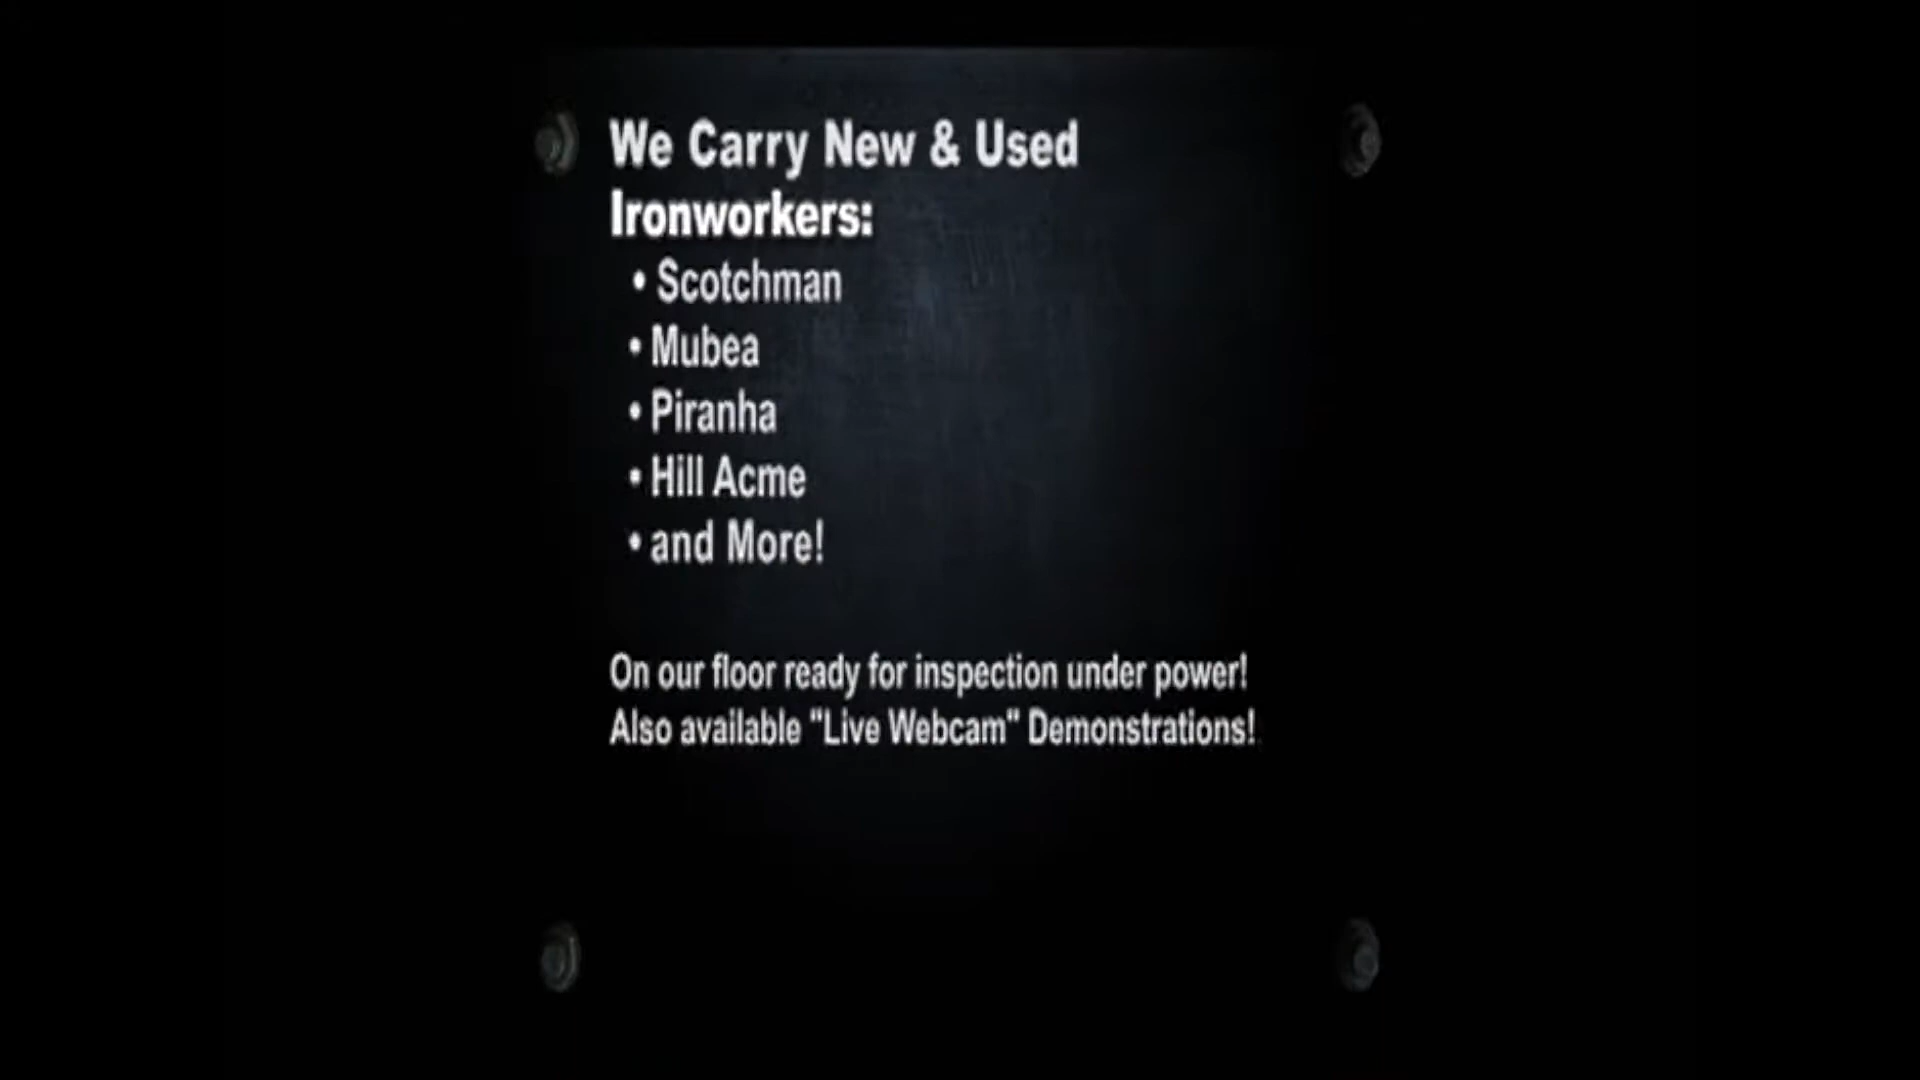 We Carry New & Used
Ironworkers:
• Scotchman
• Mubea
• Piranha
• Hill Acme
• and More!
On our floor ready for inspection under power!
Also available "Live Webcam" Demonstrations!